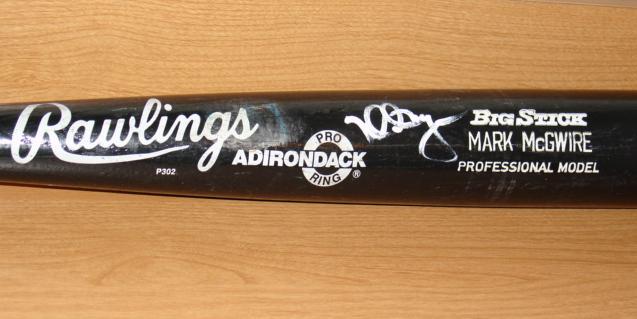 Rawlings
P302
ADIRONDACK
PRO
RING
®
BIG STICK
MARK McGWIRE
PROFESSIONAL MODEL